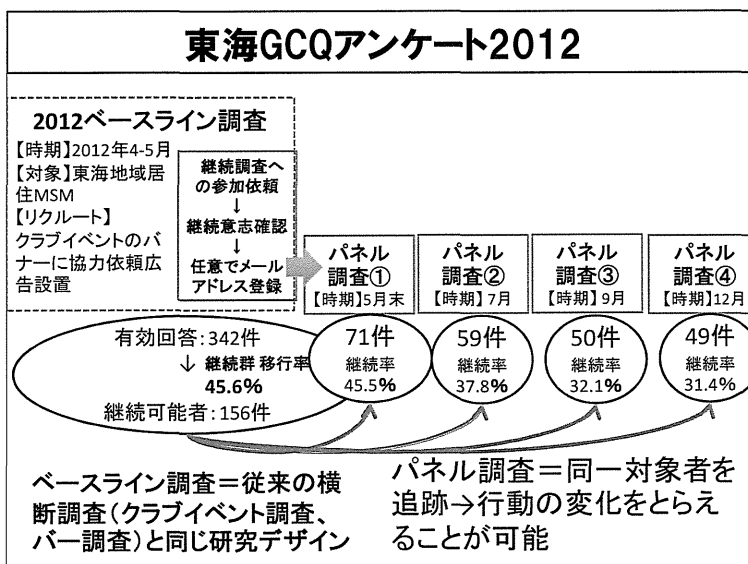 東海GCQアンケート2012
2012ベースライン調査
【時期】2012年4-5月
【対象】東海地域居
住MSM
【リクルート】
クラブイベントのバ
ナーに協力依頼広
告設置
継続調査へ
の参加依頼
↓
継続意志確認
↓
任意でメール
アドレス登録
パネル
調査①
【時期】5月末
パネル
調査②
【時期】7月
パネル
調査③
【時期】9月
パネル
調査④
【時期】12月
有効回答:342件
↓ 継続群 移行率
45.6%
継続可能者:156件
71件
継続率
45.5%
59件
継続率
37.8%
50件
継続率
32.1%
49件
継続率
31.4%
ベースライン調査=従来の横
断調査(クラブイベント調査、
バー調査)と同じ研究デザイン
パネル調査=同一対象者を
追跡→行動の変化をとらえ
ることが可能